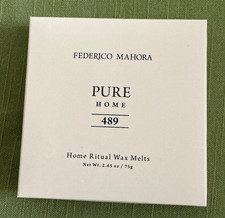 FEDERICO MAHORA
PURE
HOME
489
Home Ritual Wax Melts
Net Wt. 2.65 oz / 75g